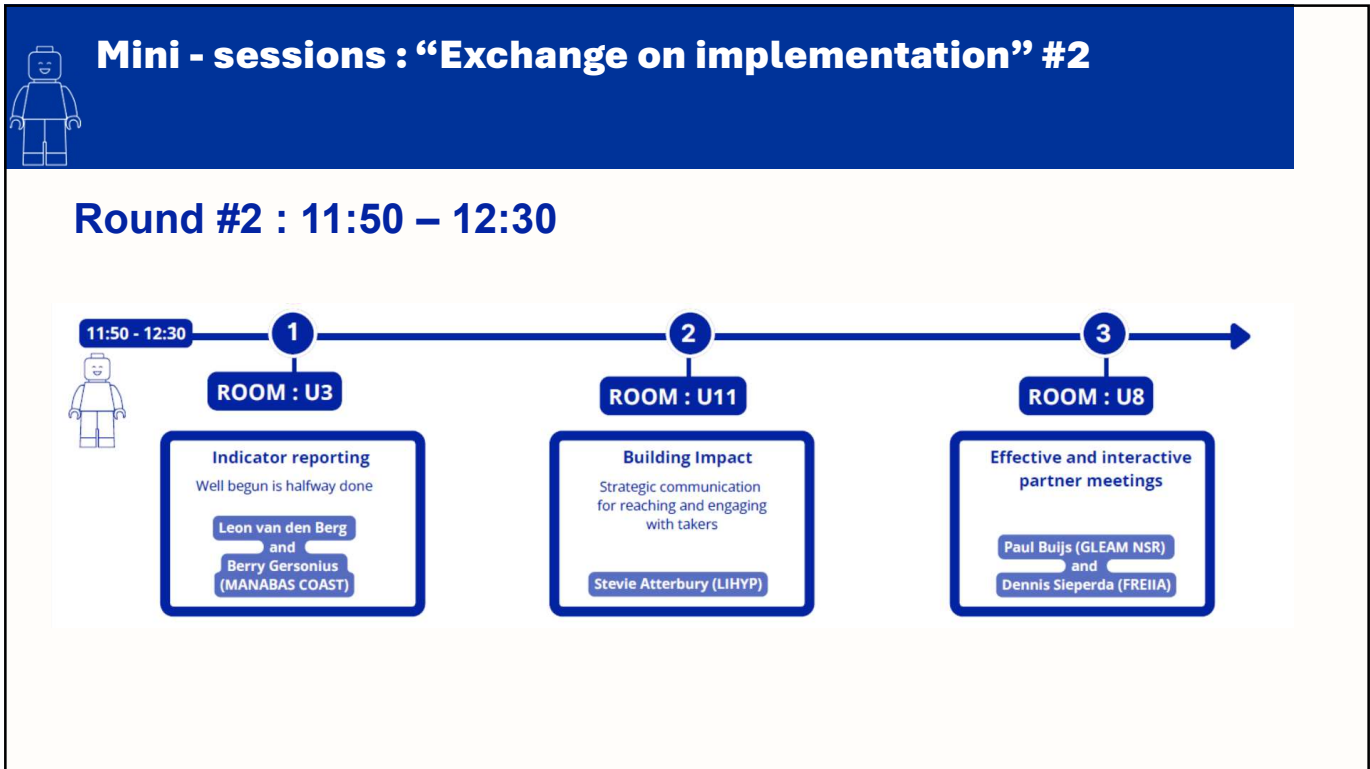 Mini - sessions : “Exchange on implementation” #2
Round #2 : 11:50 – 12:30
11:50 - 12:30
1
2
3
ROOM : U3
ROOM : U11
ROOM : U8
Indicator reporting
Well begun is halfway done
Leon van den Berg
and
Berry Gersonius
(MANABAS COAST)
Building Impact
Strategic communication
for reaching and engaging
with takers
Stevie Atterbury (LIHYP)
Effective and interactive
partner meetings
Paul Buijs (GLEAM NSR)
and
Dennis Sieperda (FREIIA)